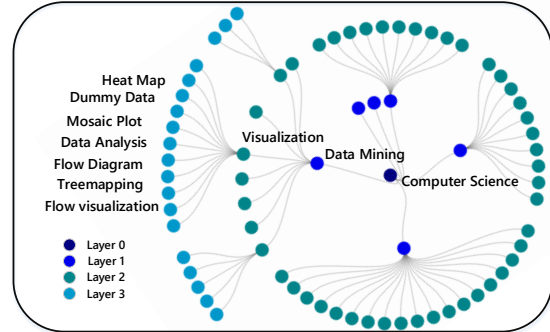 Heat Map
Dummy Data
Mosaic Plot
Visualization
Data Analysis
Data Mining
Flow Diagram
Treemapping
Computer Science
Flow visualization
Layer 0
Layer 1
Layer 2
Layer 3